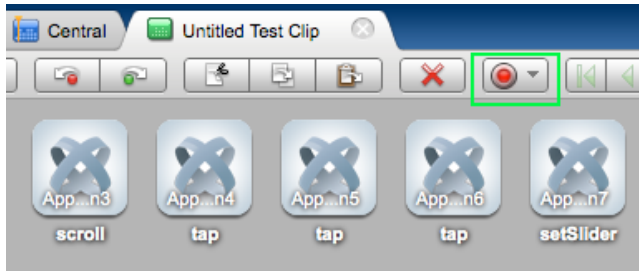 Central
Untitled Test Clip
App...n3
App...n4
App...n5
App...n6
App...n7
scroll
tap
tap
tap
setSlider